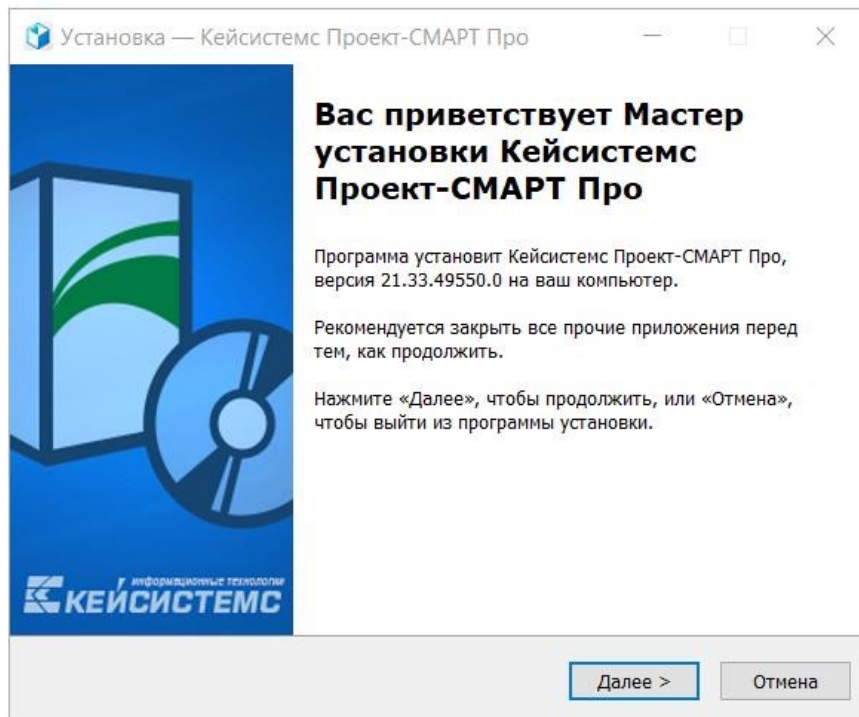 Установка — Кейсистемс Проект-СМАРТ Про
Вас приветствует Мастер
установки Кейсистемс
Проект-СМАРТ Про
Программа установит Кейсистемс Проект-СМАРТ Про,
версия 21.33.49550.0 на ваш компьютер.
Рекомендуется закрыть все прочие приложения перед
тем, как продолжить.
Нажмите «Далее», чтобы продолжить, или «Отмена»,
чтобы выйти из программы установки.
информационные технологии
КЕЙСИСТЕМС
Далее >
Отмена